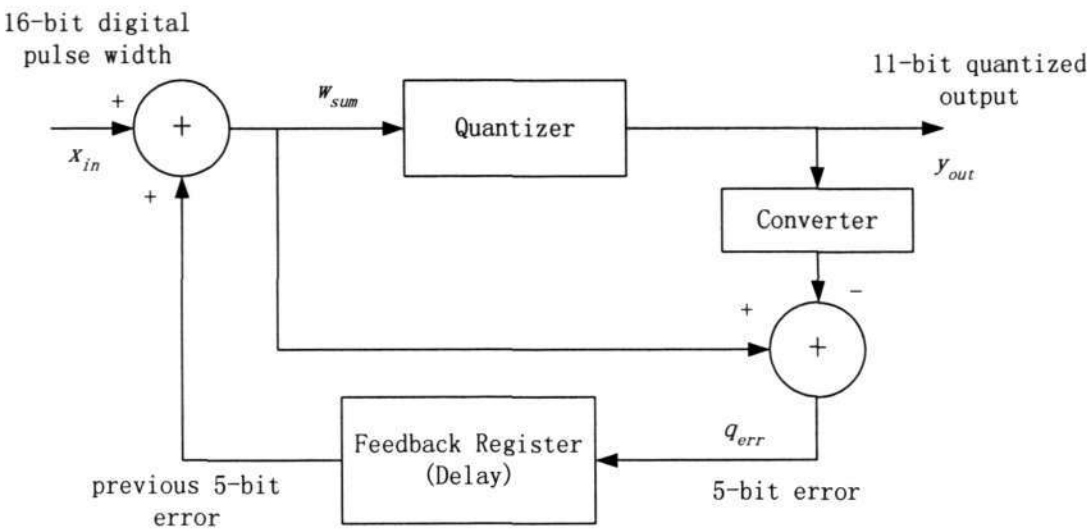 16-bit digital
pulse width
11-bit quantized
output
+
+
w_sum
Quantizer
x_in
y_out
+
Converter
−
+
+
Feedback Register
(Delay)
q_err
previous 5-bit
error
5-bit error